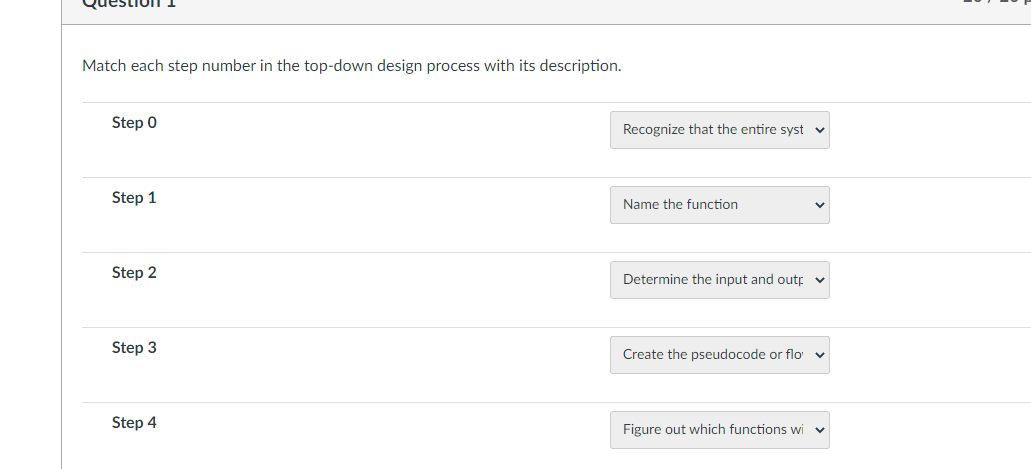 Question 1
Match each step number in the top-down design process with its description.
Step 0
Recognize that the entire syst
Step 1
Name the function
Step 2
Determine the input and outp
Step 3
Create the pseudocode or flo
Step 4
Figure out which functions wi